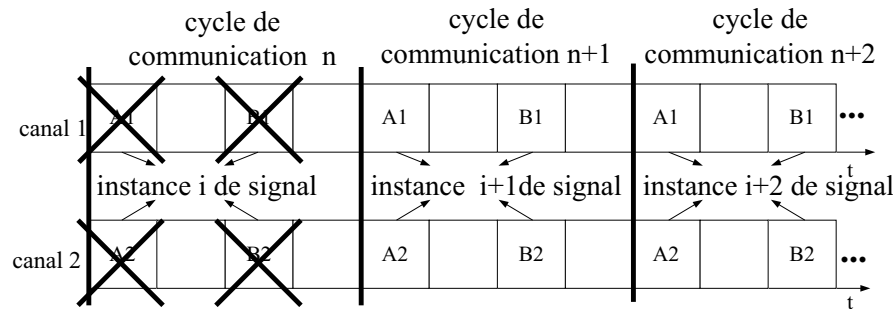 cycle de
communication n
cycle de
communication n+1
cycle de
communication n+2
canal 1
A1
B1
A1
B1
A1
B1
•••
t
instance i de signal
instance i+1de signal
instance i+2 de signal
canal 2
A2
B2
A2
B2
A2
B2
•••
t